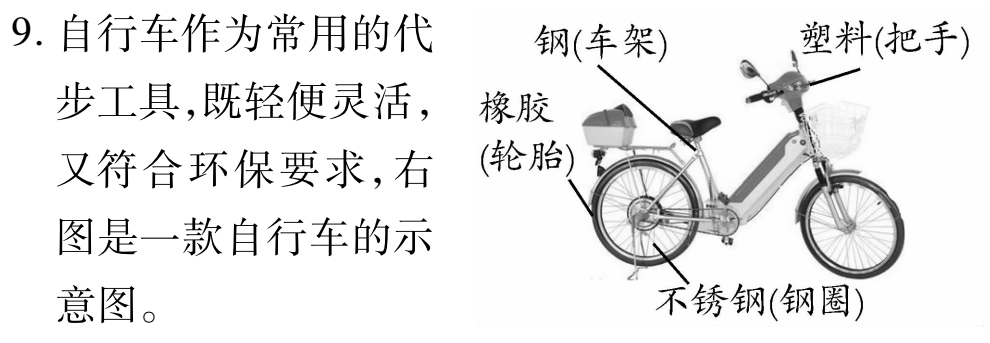 9. 自行车作为常用的代
步工具,既轻便灵活,
又符合环保要求,右
图是一款自行车的示
意图。
钢(车架)
塑料(把手)
橡胶
(轮胎)
不锈钢(钢圈)